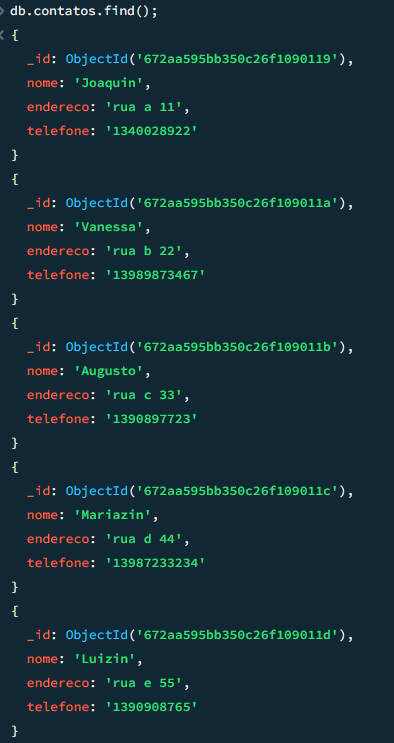 db.contatos.find();
{
_id: ObjectId('672aa595bb350c26f1090119'),
nome: 'Joaquin',
endereco: 'rua a 11',
telefone: '1340028922'
}
{
_id: ObjectId('672aa595bb350c26f109011a'),
nome: 'Vanessa',
endereco: 'rua b 22',
telefone: '13989873467'
}
{
_id: ObjectId('672aa595bb350c26f109011b'),
nome: 'Augusto',
endereco: 'rua c 33',
telefone: '1390897723'
}
{
_id: ObjectId('672aa595bb350c26f109011c'),
nome: 'Mariazin',
endereco: 'rua d 44',
telefone: '13987233234'
}
{
_id: ObjectId('672aa595bb350c26f109011d'),
nome: 'Luizin',
endereco: 'rua e 55',
telefone: '1390908765'
}